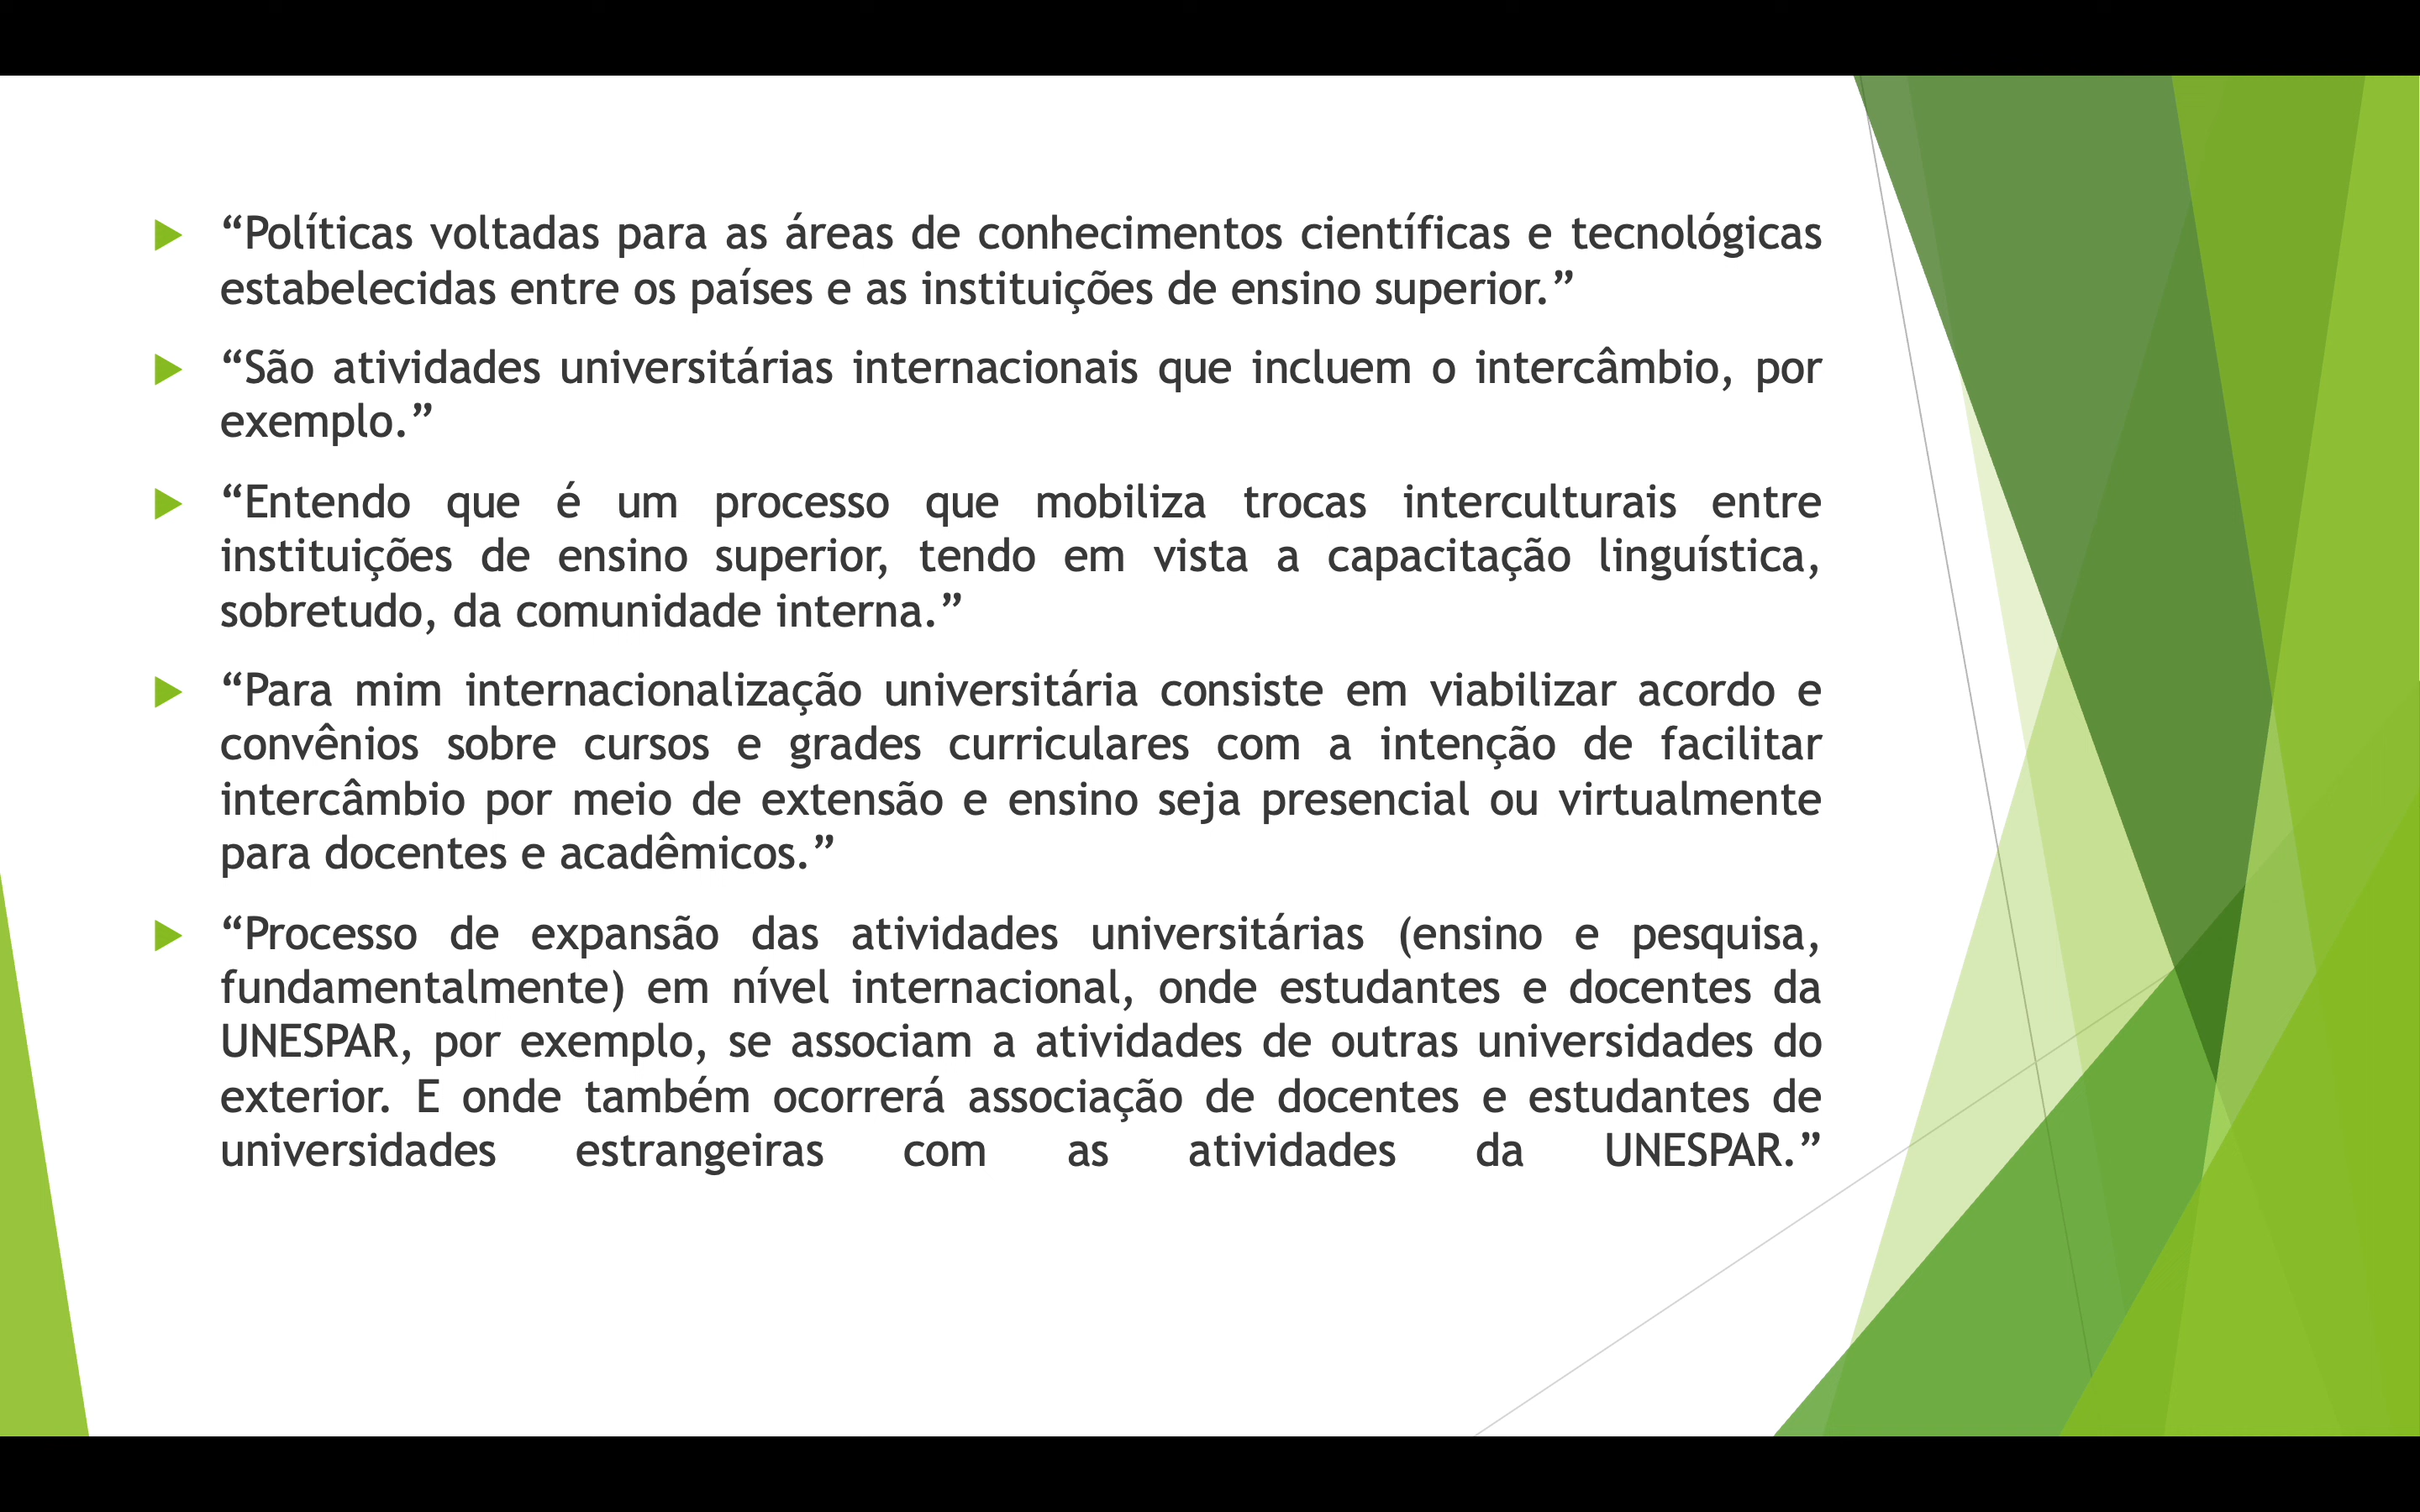 “Políticas voltadas para as áreas de conhecimentos científicas e tecnológicas
estabelecidas entre os países e as instituições de ensino superior.”
“São atividades universitárias internacionais que incluem o intercâmbio, por
exemplo.”
“Entendo que é um processo que mobiliza trocas interculturais entre
instituições de ensino superior, tendo em vista a capacitação linguística,
sobretudo, da comunidade interna.”
“Para mim internacionalização universitária consiste em viabilizar acordo e
convênios sobre cursos e grades curriculares com a intenção de facilitar
intercâmbio por meio de extensão e ensino seja presencial ou virtualmente
para docentes e acadêmicos.”
“Processo de expansão das atividades universitárias (ensino e pesquisa,
fundamentalmente) em nível internacional, onde estudantes e docentes da
UNESPAR, por exemplo, se associam a atividades de outras universidades do
exterior. E onde também ocorrerá associação de docentes e estudantes de
universidades estrangeiras com as atividades da UNESPAR.”